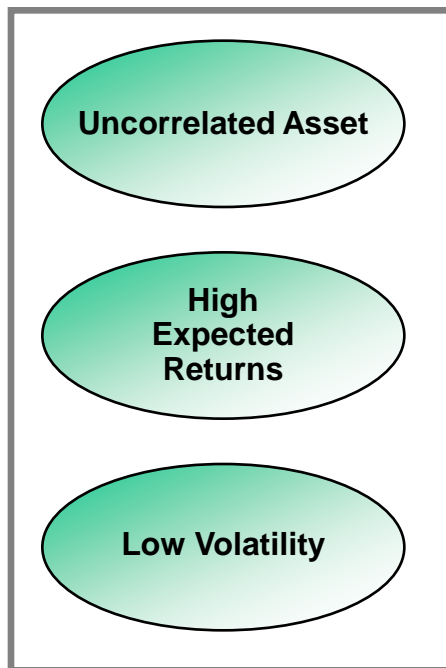 Uncorrelated Asset
High
Expected
Returns
Low Volatility